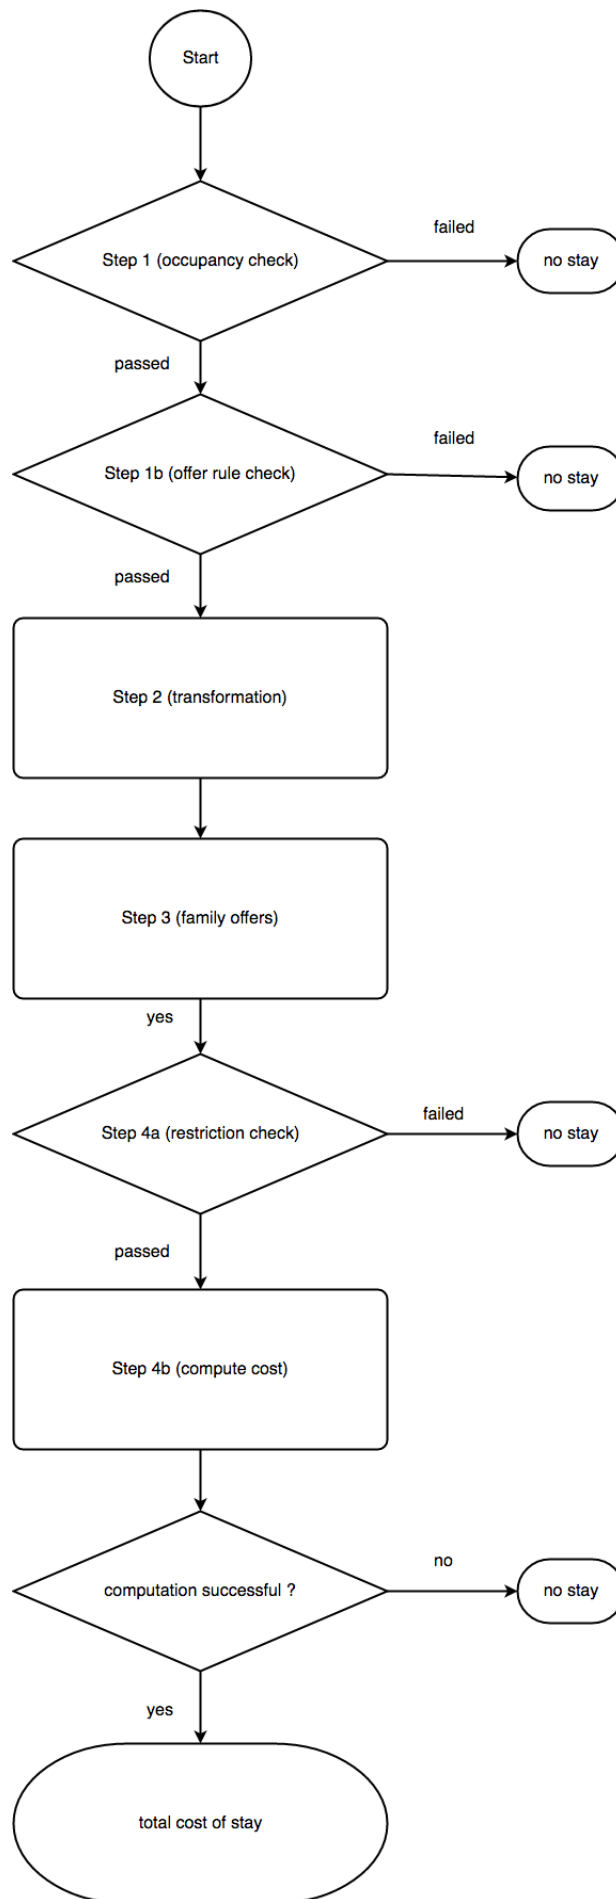 Start
Step 1 (occupancy check)
failed
no stay
passed
Step 1b (offer rule check)
failed
no stay
passed
Step 2 (transformation)
Step 3 (family offers)
yes
Step 4a (restriction check)
failed
no stay
passed
Step 4b (compute cost)
computation successful ?
no
no stay
yes
total cost of stay